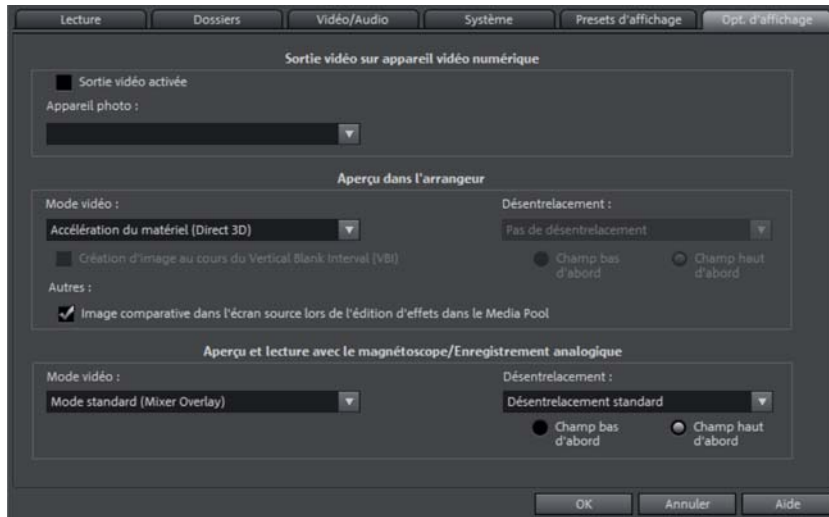 Lecture
Dossiers
Vidéo/Audio
Système
Presets d'affichage
Opt. d'affichage
Sortie vidéo sur appareil vidéo numérique
Sortie vidéo activée
Appareil photo :
Aperçu dans l'arrangeur
Mode vidéo :
Désentrelacement :
Accélération du matériel (Direct 3D)
Pas de désentrelacement
Création d'image au cours du Vertical Blank Interval (VBI)
Champ bas
d'abord
Champ haut
d'abord
Autres :
Image comparative dans l'écran source lors de l'édition d'effets dans le Media Pool
Aperçu et lecture avec le magnétoscope/Enregistrement analogique
Mode vidéo :
Désentrelacement :
Mode standard (Mixer Overlay)
Désentrelacement standard
Champ bas
d'abord
Champ haut
d'abord
OK
Annuler
Aide